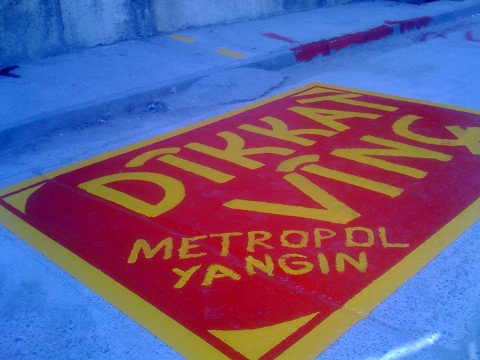 DİKKAT
VİNÇ
METROPOL
YANGIN